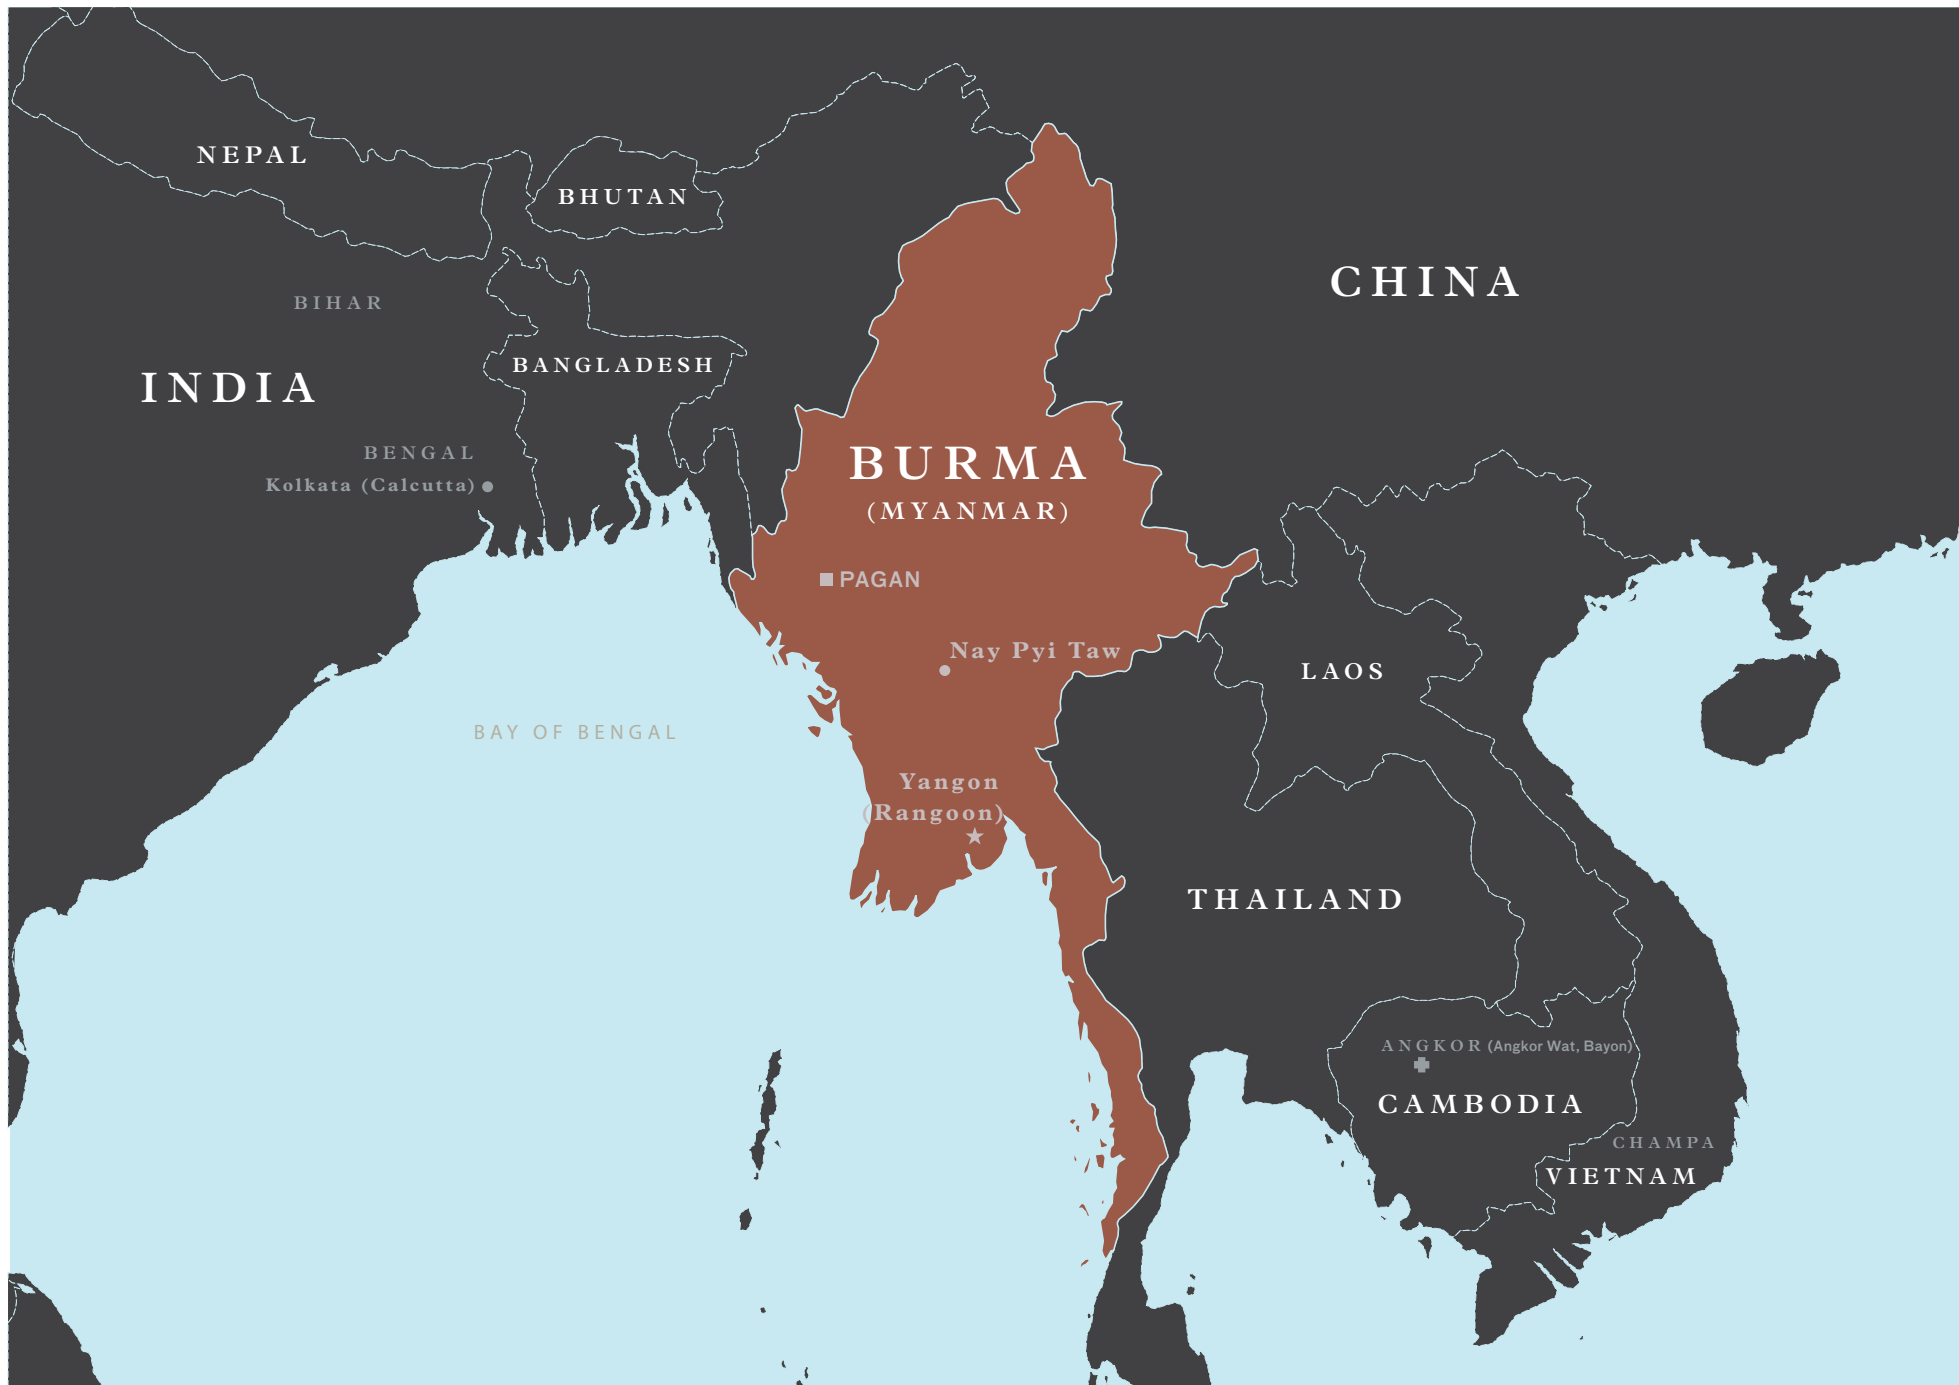 NEPAL
BHUTAN
CHINA
BIHAR
BANGLADESH
INDIA
BENGAL
Kolkata (Calcutta)
BURMA
(MYANMAR)
PAGAN
Nay Pyi Taw
LAOS
BAY OF BENGAL
Yangon
(Rangoon)
THAILAND
ANGKOR (Angkor Wat, Bayon)
CAMBODIA
CHAMPA
VIETNAM